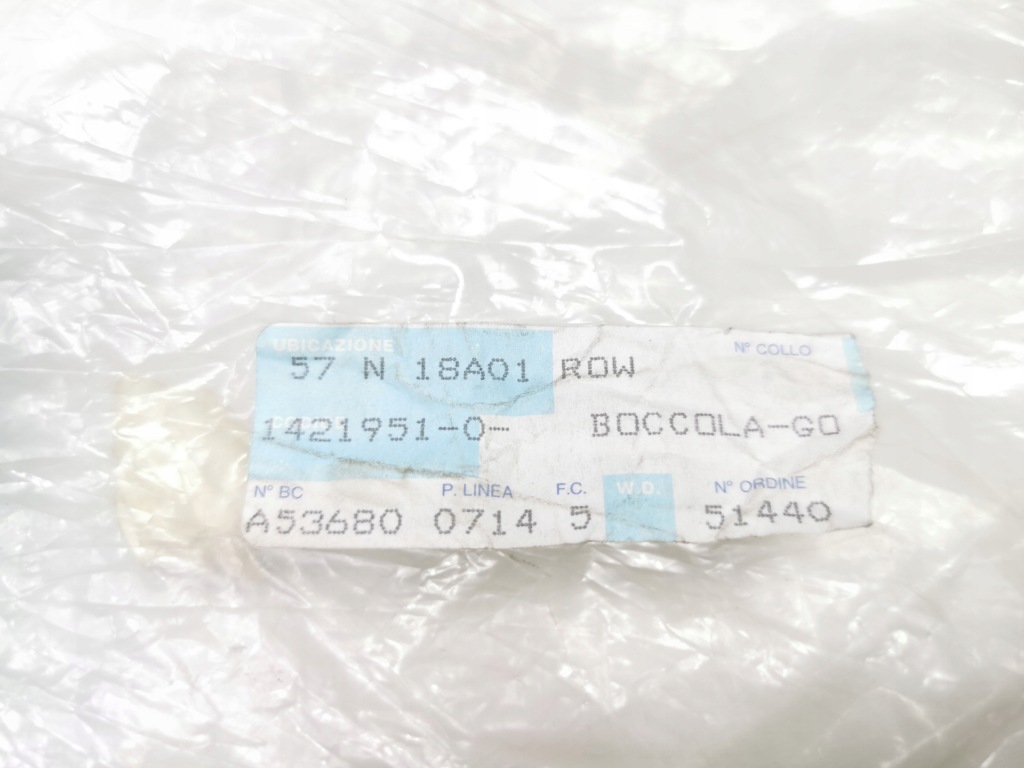 UBICAZIONE
57 N 18A01 ROW
N° COLLO
1421951-0- BOCCOLA-GO
N° BC P. LINEA F.C. W.D. N° ORDINE
A53680 0714 5 51440